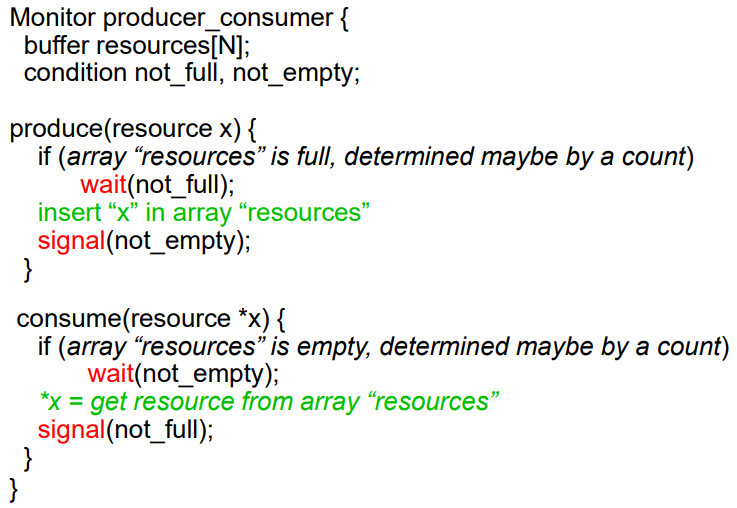 Monitor producer_consumer {
buffer resources[N];
condition not_full, not_empty;
produce(resource x) {
if (array “resources” is full, determined maybe by a count)
wait(not_full);
insert “x” in array “resources”
signal(not_empty);
}
consume(resource *x) {
if (array “resources” is empty, determined maybe by a count)
wait(not_empty);
*x = get resource from array “resources”
signal(not_full);
}
}